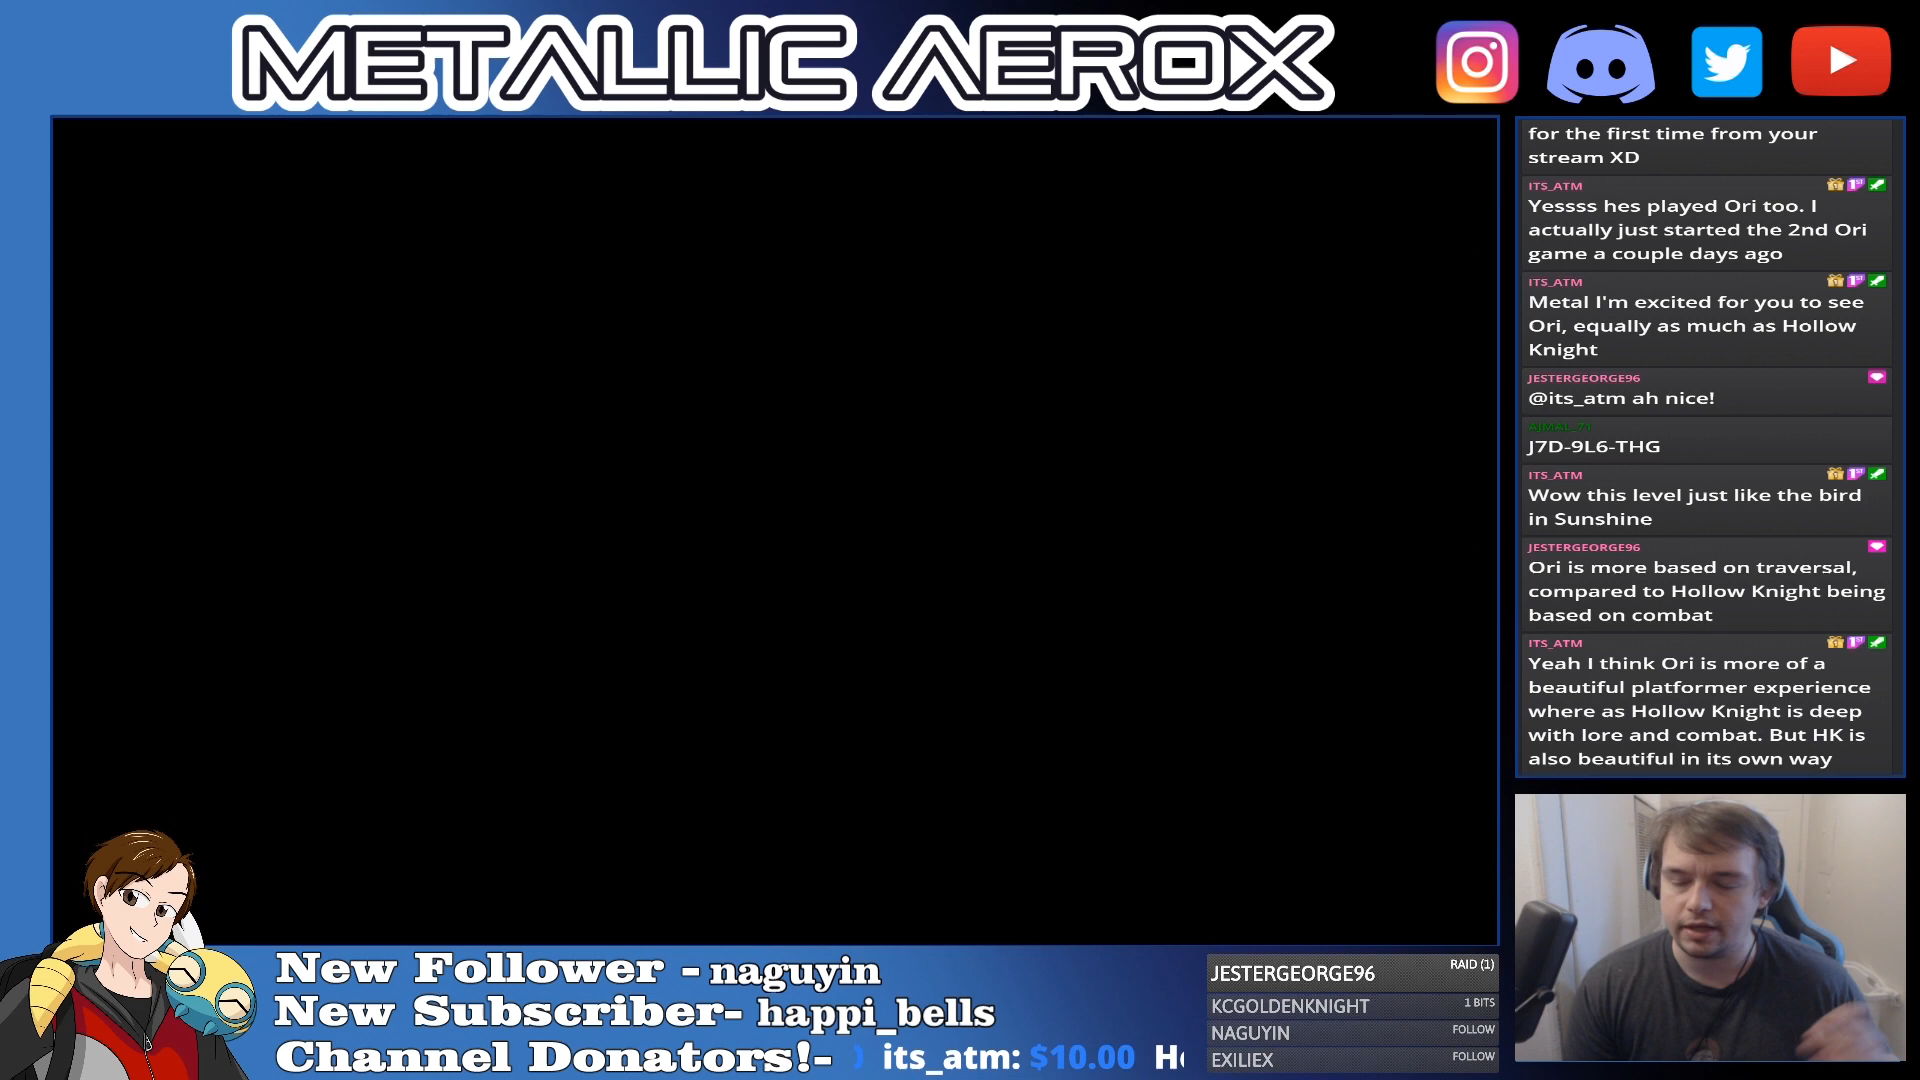 METALLIC AEROX
for the first time from your
stream XD
ITS_ATM
Yessss hes played Ori too. I
actually just started the 2nd Ori
game a couple days ago
ITS_ATM
Metal I'm excited for you to see
Ori, equally as much as Hollow
Knight
JESTERGEORGE96
@its_atm ah nice!
AJMAL_71
J7D-9L6-THG
ITS_ATM
Wow this level just like the bird
in Sunshine
JESTERGEORGE96
Ori is more based on traversal,
compared to Hollow Knight being
based on combat
ITS_ATM
Yeah I think Ori is more of a
beautiful platformer experience
where as Hollow Knight is deep
with lore and combat. But HK is
also beautiful in its own way
New Follower - naguyin
New Subscriber- happi_bells
Channel Donators!- its_atm: $10.00
JESTERGEORGE96 RAID (1)
KCGOLDENKNIGHT 1 BITS
NAGUYIN FOLLOW
EXILIEX FOLLOW